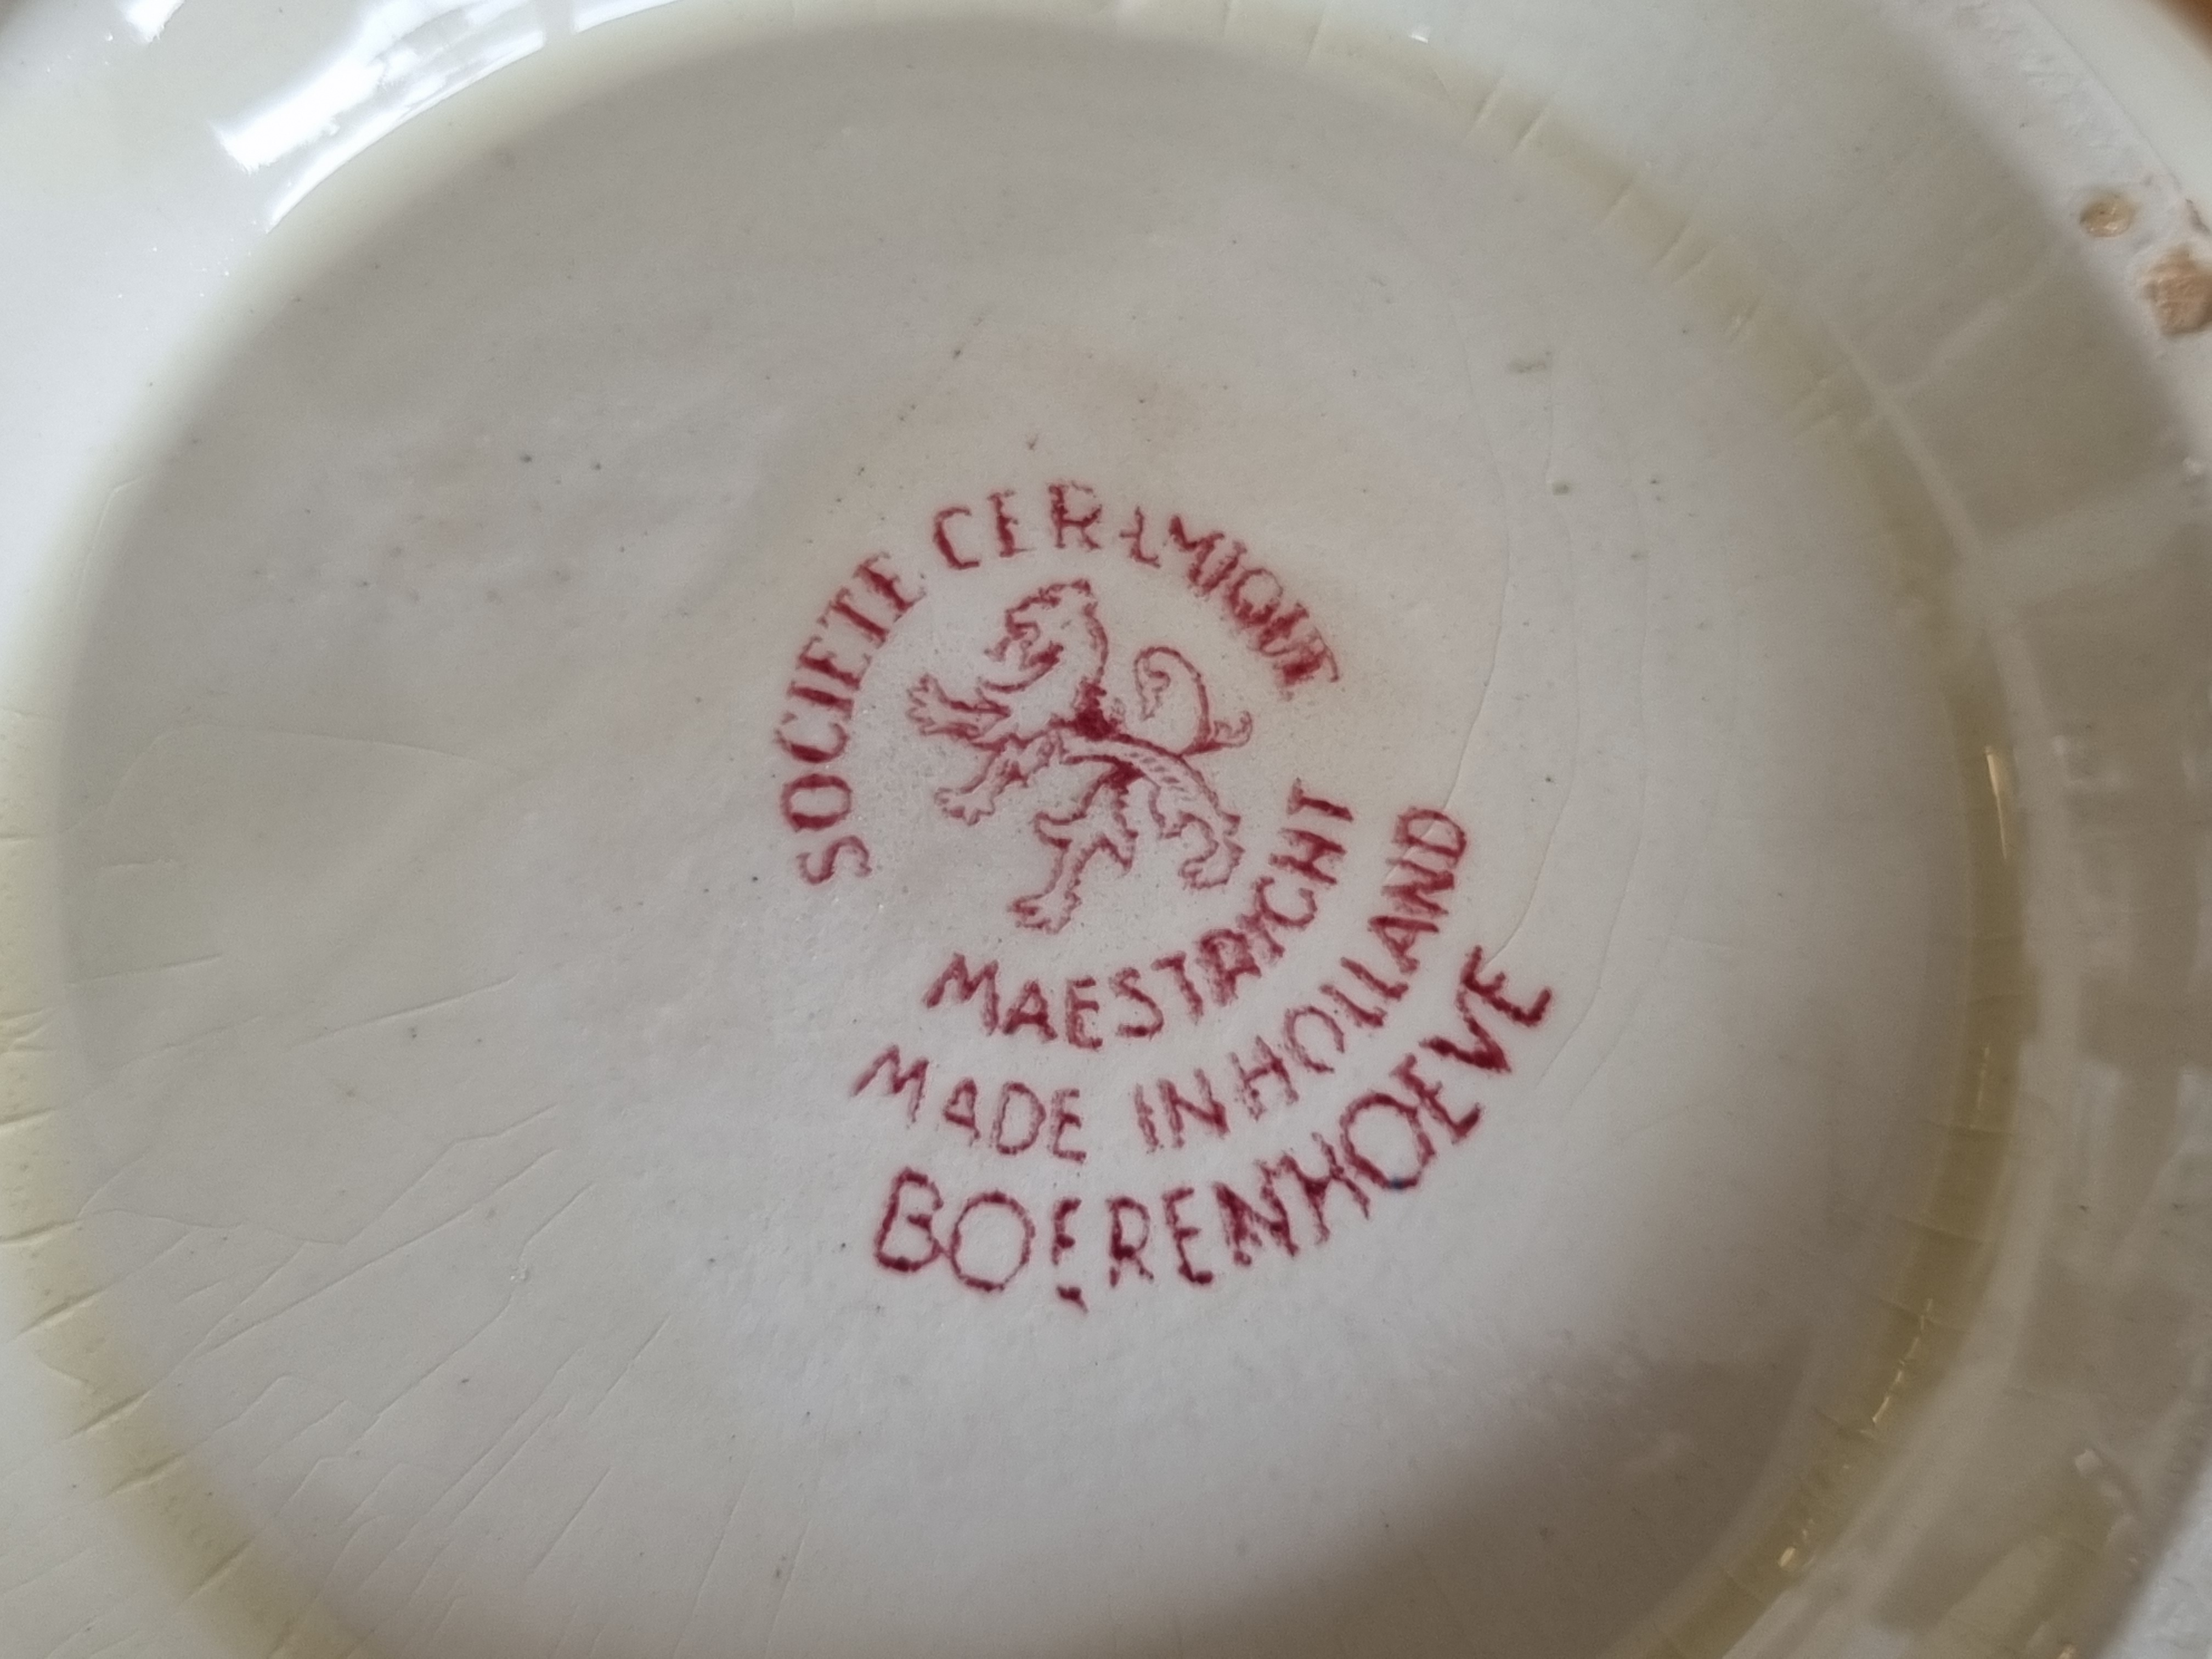 SOCIETE CERAMIQUE
MAESTRICHT
MADE IN HOLLAND
BOERENHOEVE